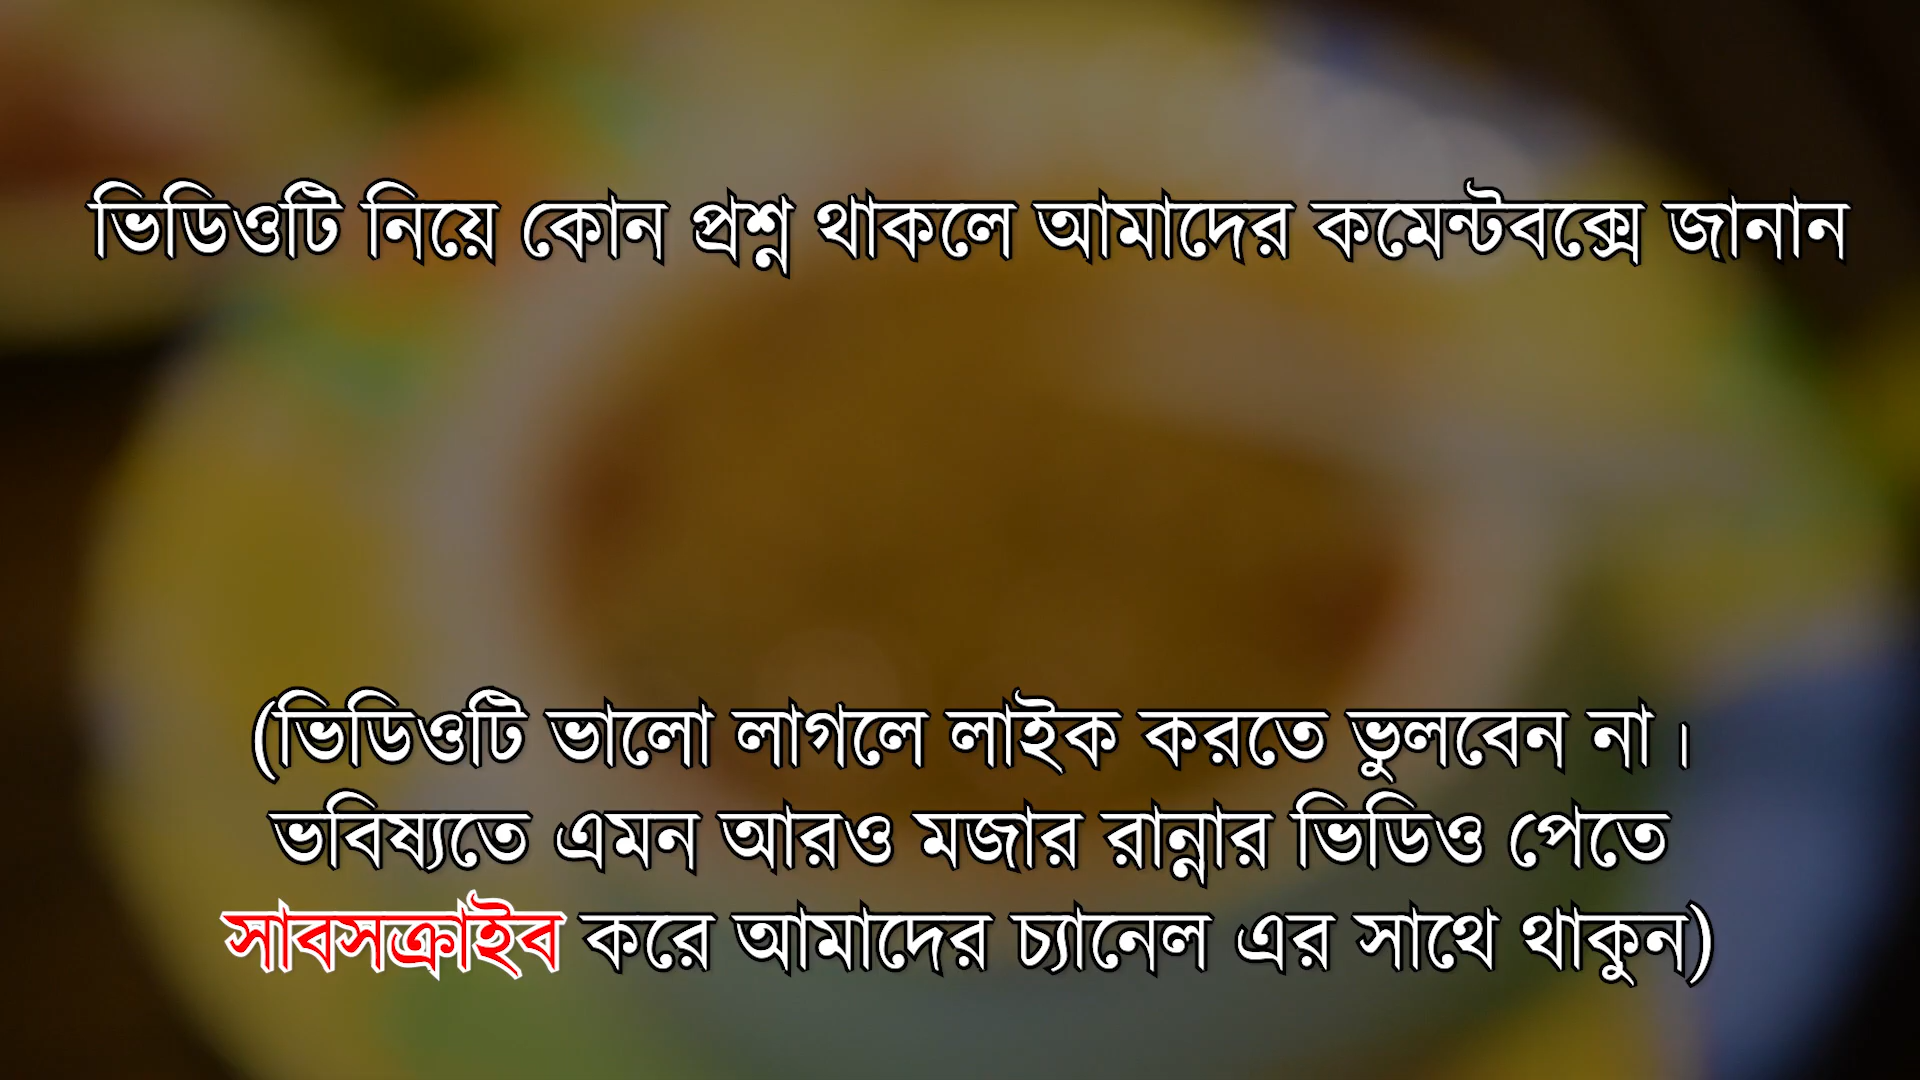 ভিডিওটি নিয়ে কোন প্রশ্ন থাকলে আমাদের কমেন্টবক্সে জানান
(ভিডিওটি ভালো লাগলে লাইক করতে ভুলবেন না।
ভবিষ্যতে এমন আরও মজার রান্নার ভিডিও পেতে
সাবসক্রাইব করে আমাদের চ্যানেল এর সাথে থাকুন)